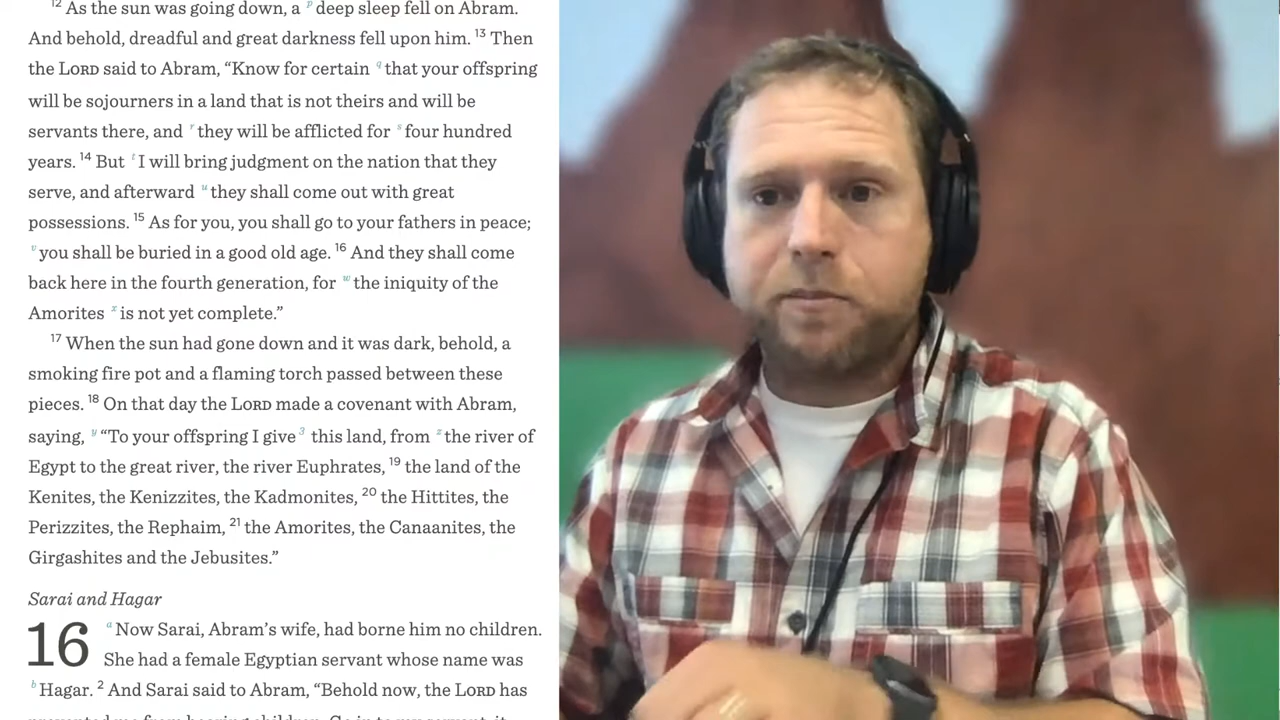 12 As the sun was going down, a p deep sleep fell on Abram.
And behold, dreadful and great darkness fell upon him. 13 Then
the LORD said to Abram, “Know for certain q that your offspring
will be sojourners in a land that is not theirs and will be
servants there, and r they will be afflicted for s four hundred
years. 14 But t I will bring judgment on the nation that they
serve, and afterward u they shall come out with great
possessions. 15 As for you, you shall go to your fathers in peace;
v you shall be buried in a good old age. 16 And they shall come
back here in the fourth generation, for w the iniquity of the
Amorites x is not yet complete.”
17 When the sun had gone down and it was dark, behold, a
smoking fire pot and a flaming torch passed between these
pieces. 18 On that day the LORD made a covenant with Abram,
saying, y “To your offspring I give 3 this land, from z the river of
Egypt to the great river, the river Euphrates, 19 the land of the
Kenites, the Kenizzites, the Kadmonites, 20 the Hittites, the
Perizzites, the Rephaim, 21 the Amorites, the Canaanites, the
Girgashites and the Jebusites.”
Sarai and Hagar
16 a Now Sarai, Abram’s wife, had borne him no children.
She had a female Egyptian servant whose name was
b Hagar. 2 And Sarai said to Abram, “Behold now, the LORD has
prevented me from bearing children. Go in to my servant; it